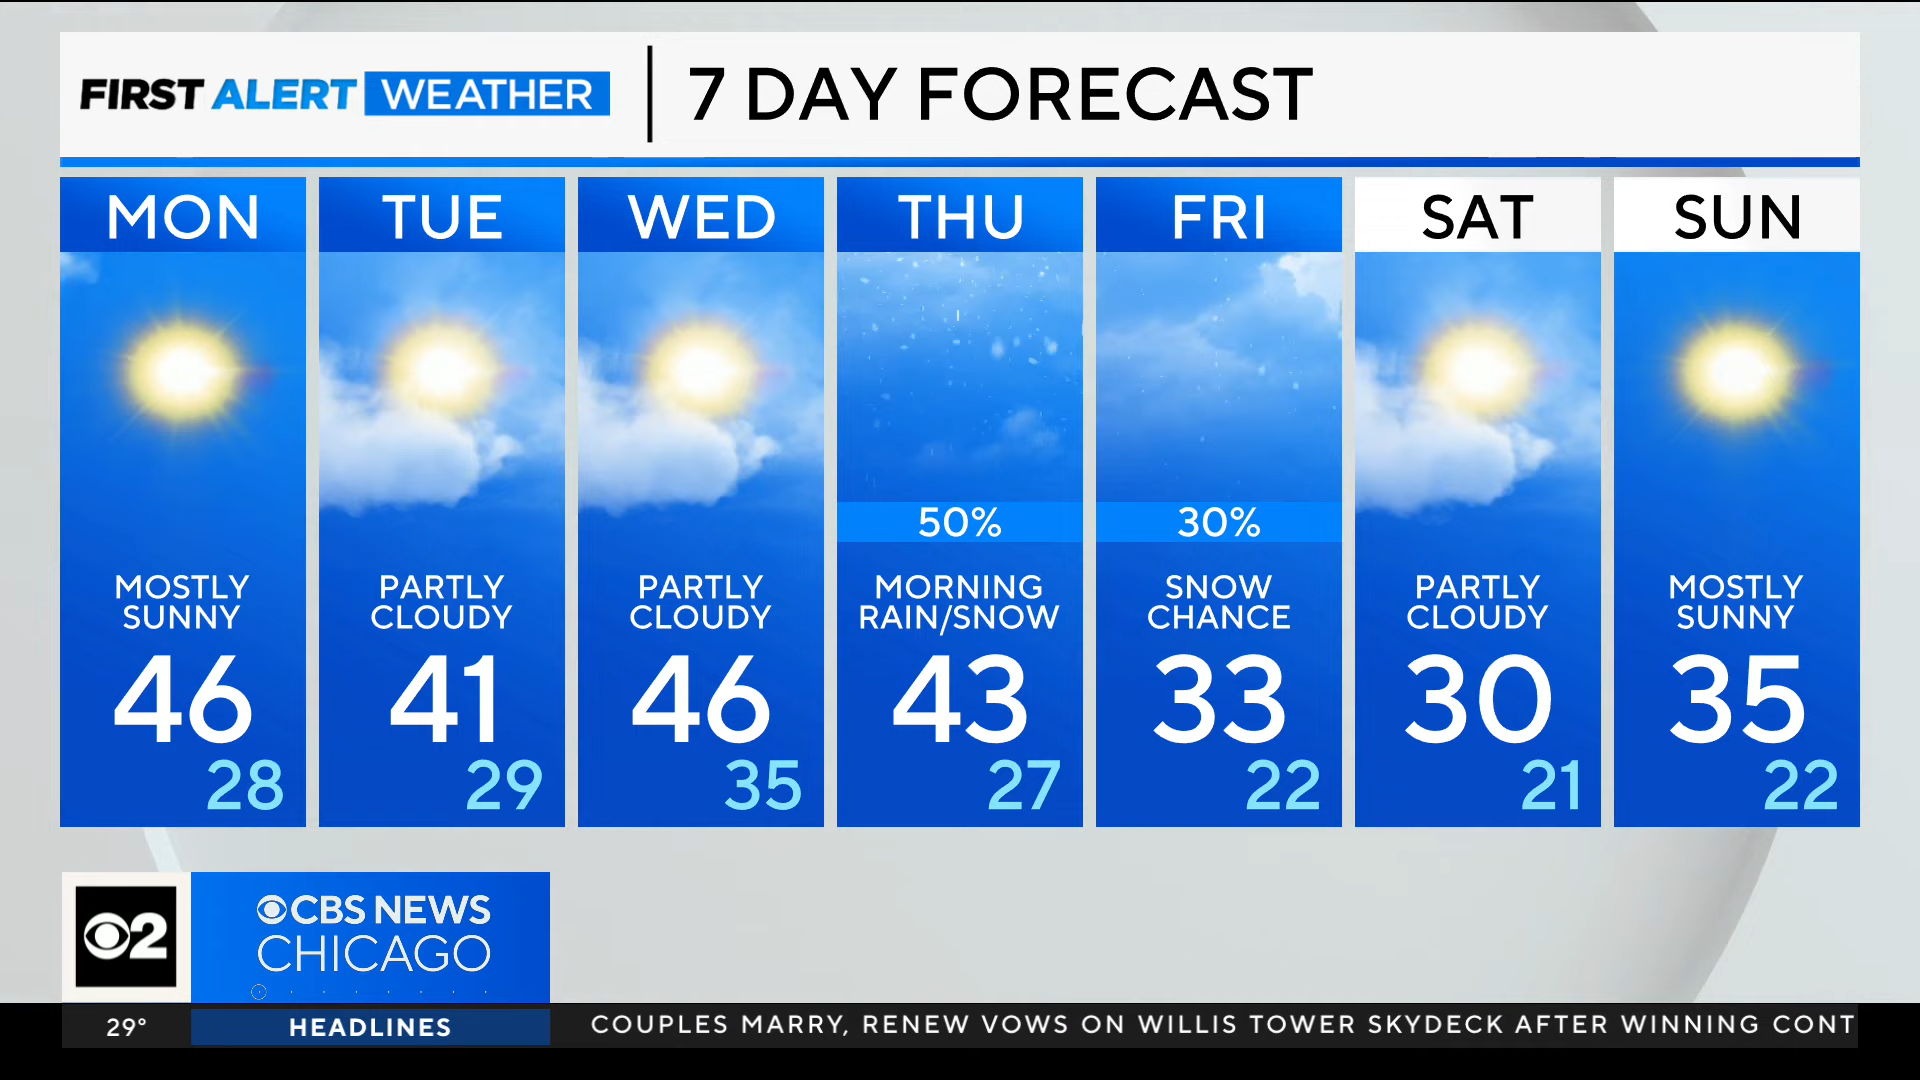 FIRST ALERT WEATHER
7 DAY FORECAST
MON
TUE
WED
THU
FRI
SAT
SUN
50%
30%
MOSTLY
SUNNY
PARTLY
CLOUDY
PARTLY
CLOUDY
MORNING
RAIN/SNOW
SNOW
CHANCE
PARTLY
CLOUDY
MOSTLY
SUNNY
46
41
46
43
33
30
35
28
29
35
27
22
21
22
2
CBS NEWS
CHICAGO
29°
HEADLINES
COUPLES MARRY, RENEW VOWS ON WILLIS TOWER SKYDECK AFTER WINNING CONT